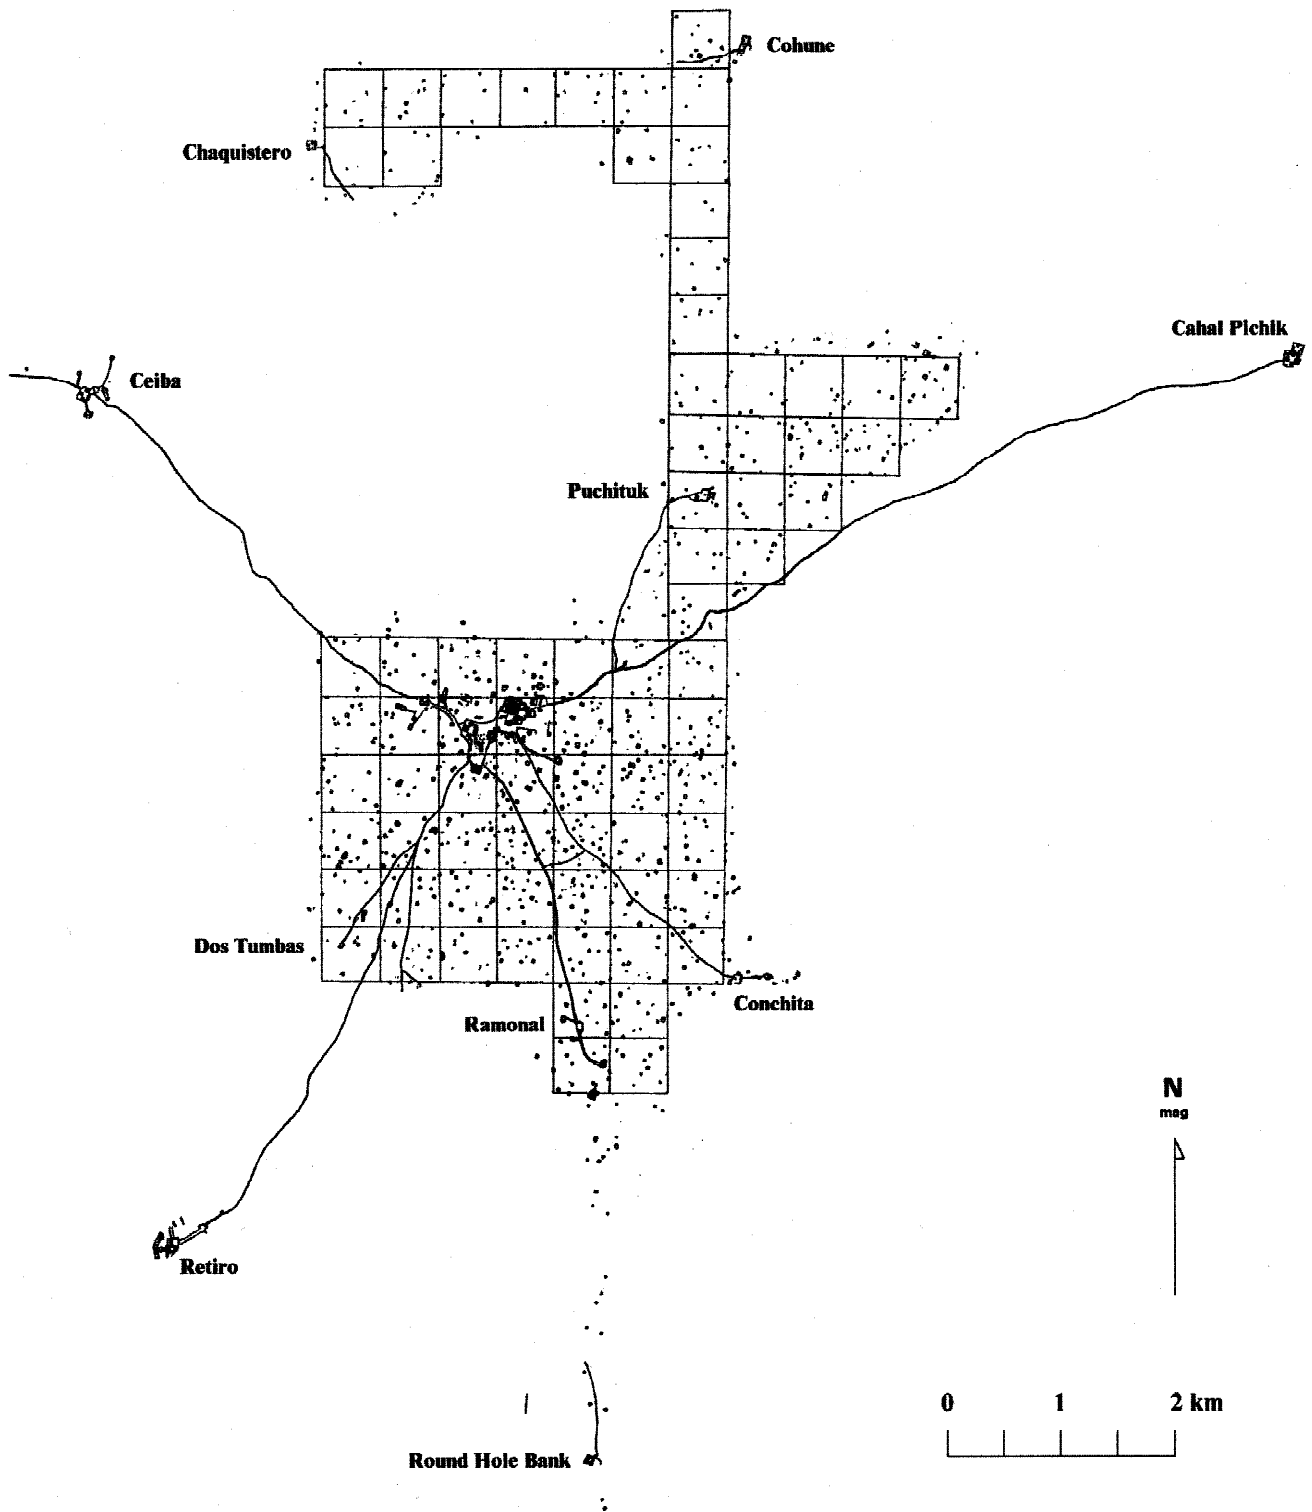 Cohune
Chaquistero
Cahal Pichik
Ceiba
Puchituk
Dos Tumbas
Conchita
Ramonal
N
mag
Retiro
0 1 2 km
Round Hole Bank